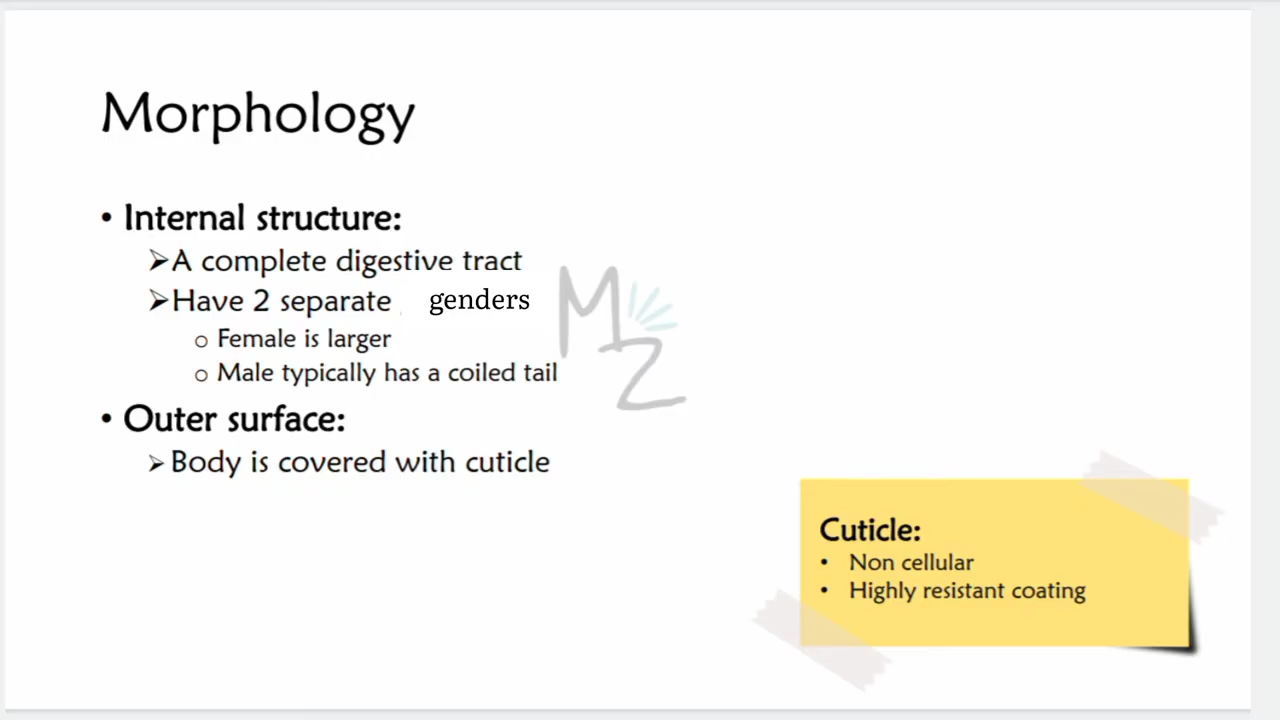 Morphology
• Internal structure:
➢A complete digestive tract
➢Have 2 separate genders
o Female is larger
o Male typically has a coiled tail
• Outer surface:
➢Body is covered with cuticle
MZ
Cuticle:
• Non cellular
• Highly resistant coating